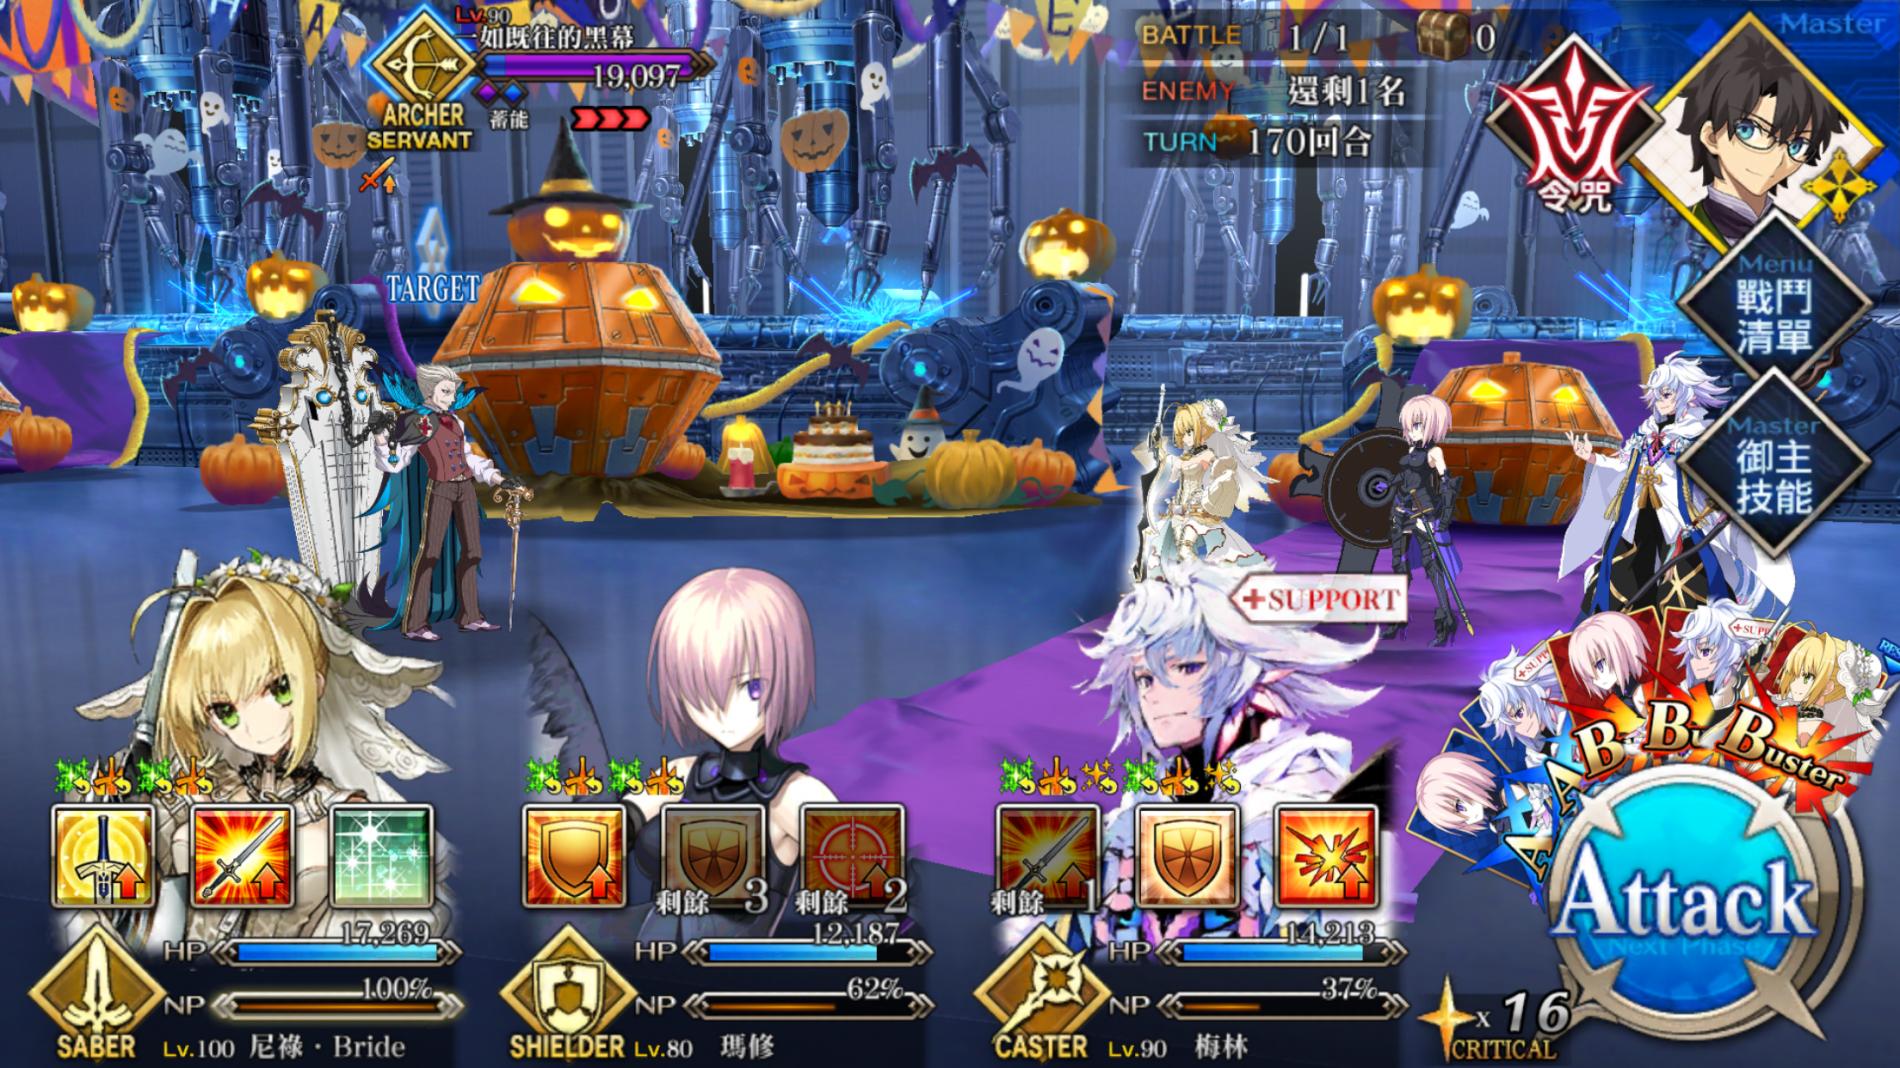 Lv.90
一如既往的黑幕
19,097
ARCHER
SERVANT
蓄能
TARGET
BATTLE 1/1 0
ENEMY 還剩1名
TURN 170回合
令咒
Master
Menu
戰鬥
清單
Master
御主
技能
+SUPPORT
剩餘 3
剩餘 2
剩餘 1
HP 17,269
NP 100%
SABER Lv.100 尼祿·Bride
HP 12,187
NP 62%
SHIELDER Lv.80 瑪修
HP 14,213
NP 37%
CASTER Lv.90 梅林
A
A
B
B
Buster
Attack
Next Phase
x 16
CRITICAL